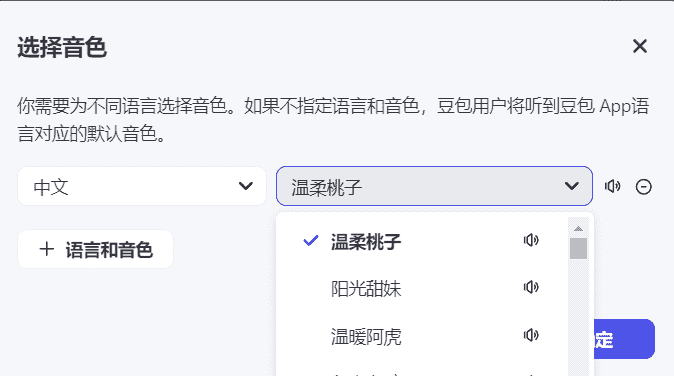 选择音色
你需要为不同语言选择音色。如果不指定语言和音色，豆包用户将听到豆包 App语
言对应的默认音色。
中文
温柔桃子
语言和音色
温柔桃子
阳光甜妹
温暖阿虎
定